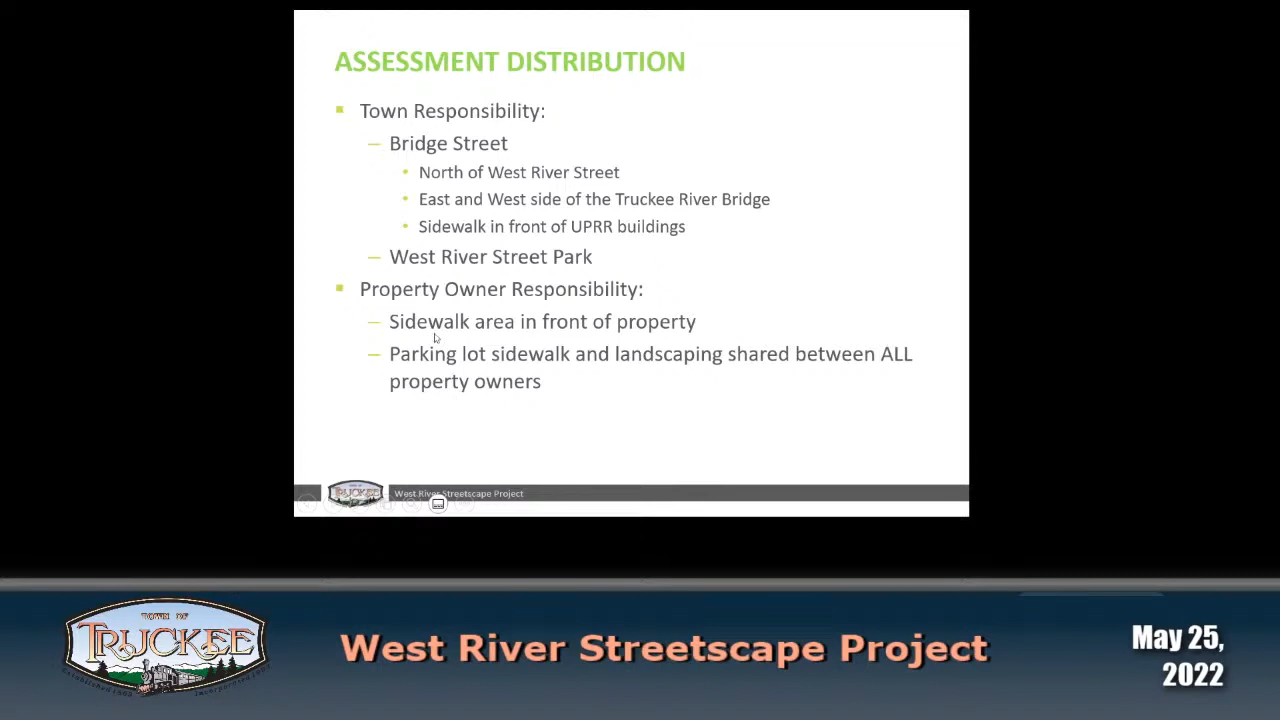 ASSESSMENT DISTRIBUTION
Town Responsibility:
Bridge Street
North of West River Street
East and West side of the Truckee River Bridge
Sidewalk in front of UPRR buildings
West River Street Park
Property Owner Responsibility:
Sidewalk area in front of property
Parking lot sidewalk and landscaping shared between ALL
property owners
TRUCKEE
West River Streetscape Project
TOWN OF
TRUCKEE
West River Streetscape Project
May 25,
2022